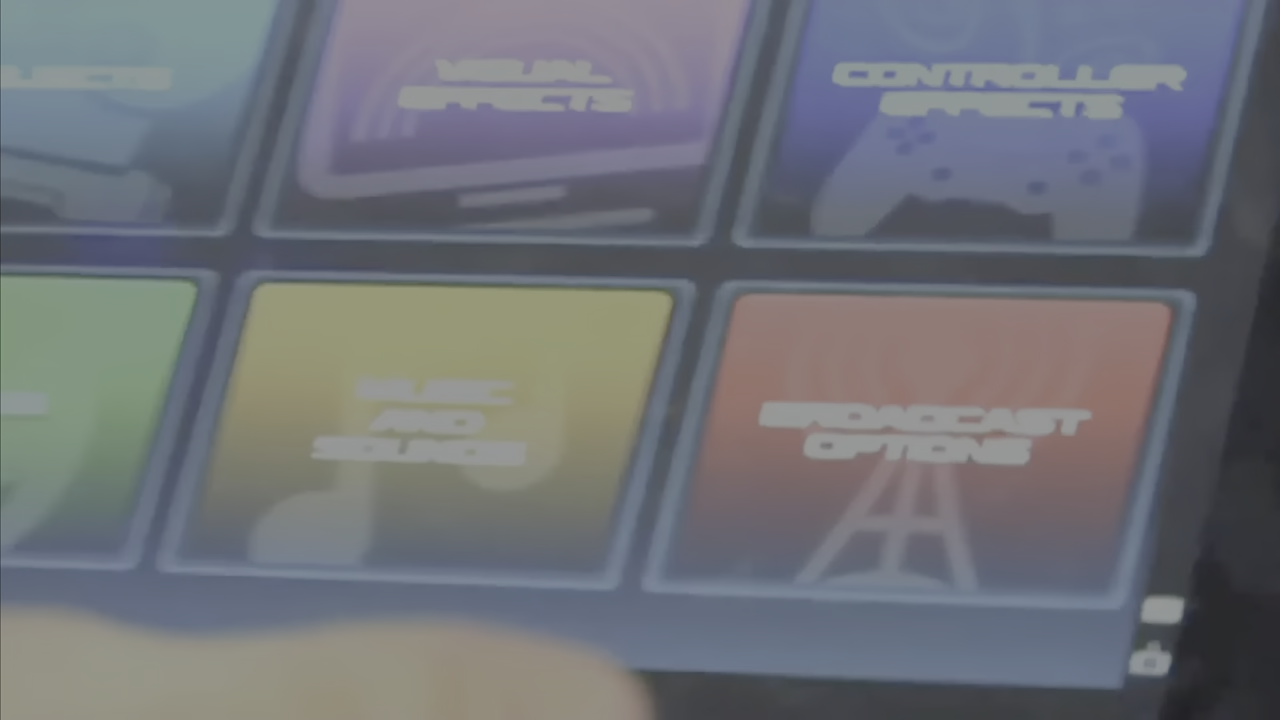 VISUAL
EFFECTS
CONTROLLER
EFFECTS
MUSIC
AND
SOUNDS
BROADCAST
OPTIONS